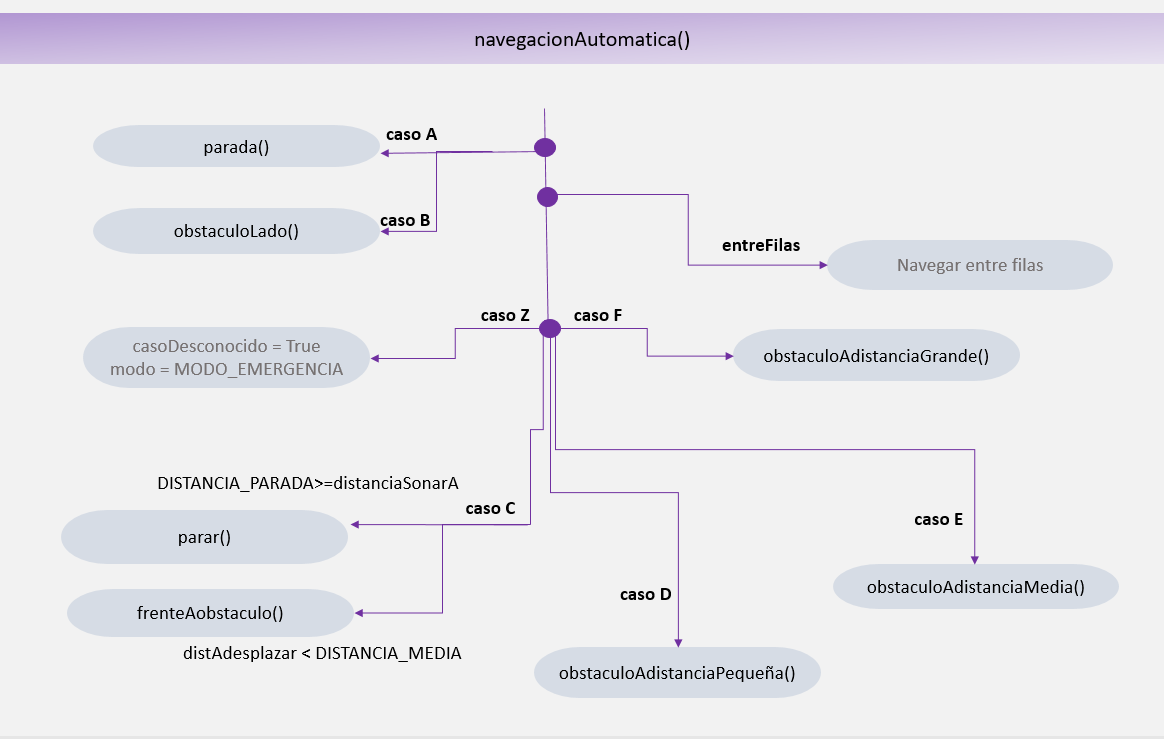 navegacionAutomatica()
caso A
parada()
caso B
obstaculoLado()
entreFilas
Navegar entre filas
caso Z
caso F
casoDesconocido = True
modo = MODO_EMERGENCIA
obstaculoAdistanciaGrande()
DISTANCIA_PARADA>=distanciaSonarA
caso C
parar()
caso E
obstaculoAdistanciaMedia()
caso D
frenteAobstaculo()
distAdesplazar < DISTANCIA_MEDIA
obstaculoAdistanciaPequeña()